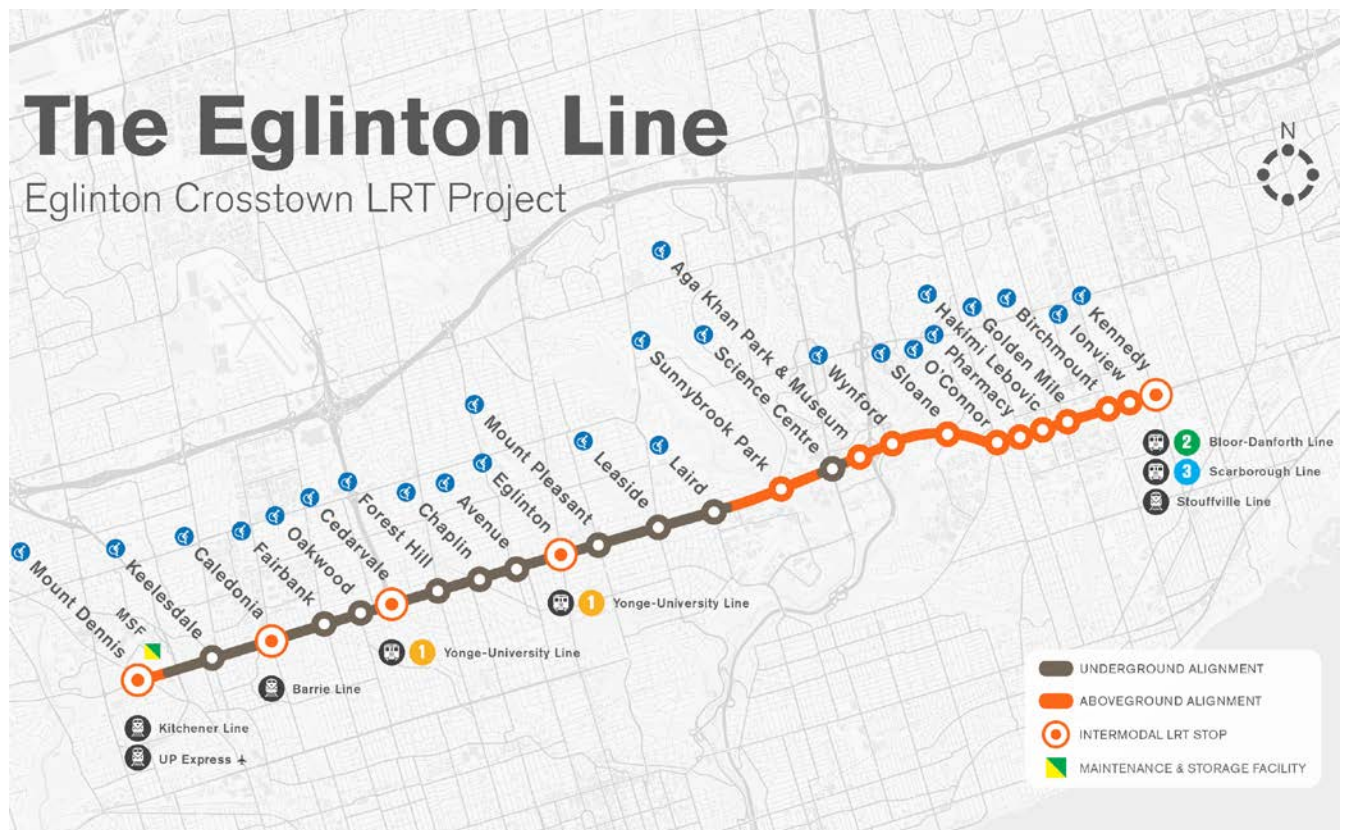 The Eglinton Line
Eglinton Crosstown LRT Project
N
Mount Dennis
MSF
Keelesdale
Caledonia
Fairbank
Oakwood
Cedarvale
Forest Hill
Chaplin
Avenue
Eglinton
Mount Pleasant
Leaside
Laird
Sunnybrook Park
Science Centre
Aga Khan Park & Museum
Wynford
Sloane
O'Connor
Pharmacy
Hakimi Lebovic
Golden Mile
Birchmount
Ionview
Kennedy
2 Bloor-Danforth Line
3 Scarborough Line
Stouffville Line
1 Yonge-University Line
1 Yonge-University Line
Barrie Line
Kitchener Line
UP Express
UNDERGROUND ALIGNMENT
ABOVEGROUND ALIGNMENT
INTERMODAL LRT STOP
MAINTENANCE & STORAGE FACILITY